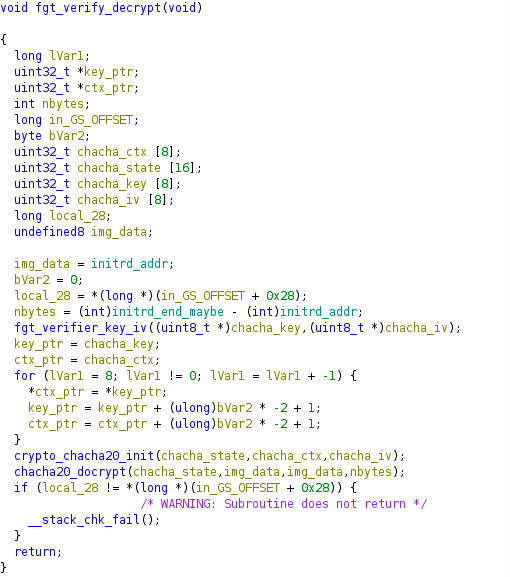 void fgt_verify_decrypt(void)
{
long lVar1;
uint32_t *key_ptr;
uint32_t *ctx_ptr;
int nbytes;
long in_GS_OFFSET;
byte bVar2;
uint32_t chacha_ctx [8];
uint32_t chacha_state [16];
uint32_t chacha_key [8];
uint32_t chacha_iv [8];
long local_28;
undefined8 img_data;
img_data = initrd_addr;
bVar2 = 0;
local_28 = *(long *)(in_GS_OFFSET + 0x28);
nbytes = (int)initrd_end_maybe - (int)initrd_addr;
fgt_verifier_key_iv((uint8_t *)chacha_key,(uint8_t *)chacha_iv);
key_ptr = chacha_key;
ctx_ptr = chacha_ctx;
for (lVar1 = 8; lVar1 != 0; lVar1 = lVar1 + -1) {
*ctx_ptr = *key_ptr;
key_ptr = key_ptr + (ulong)bVar2 * -2 + 1;
ctx_ptr = ctx_ptr + (ulong)bVar2 * -2 + 1;
}
crypto_chacha20_init(chacha_state,chacha_ctx,chacha_iv);
chacha20_docrypt(chacha_state,img_data,img_data,nbytes);
if (local_28 != *(long *)(in_GS_OFFSET + 0x28)) {
/* WARNING: Subroutine does not return */
__stack_chk_fail();
}
return;
}